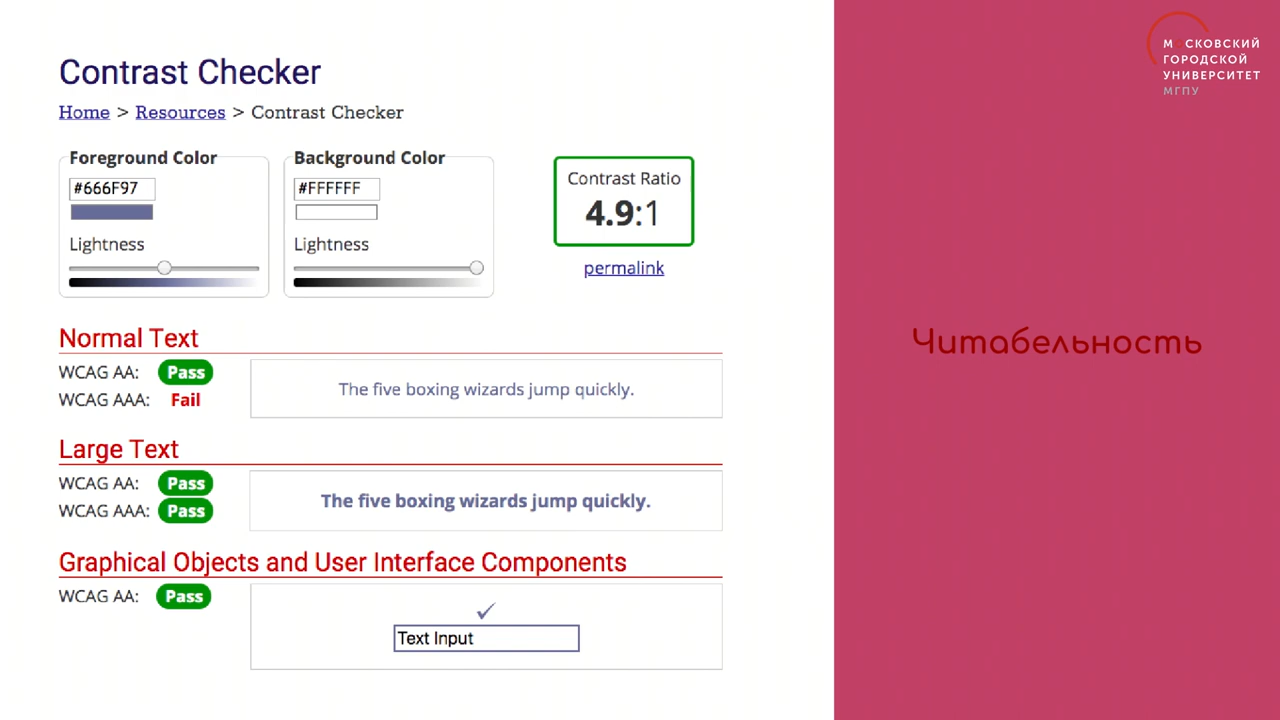 Contrast Checker
Home > Resources > Contrast Checker
Foreground Color
#666F97
Lightness
Background Color
#FFFFFF
Lightness
Contrast Ratio
4.9:1
permalink
Normal Text
WCAG AA: Pass
WCAG AAA: Fail
The five boxing wizards jump quickly.
Large Text
WCAG AA: Pass
WCAG AAA: Pass
The five boxing wizards jump quickly.
Graphical Objects and User Interface Components
WCAG AA: Pass
✓
Text Input
МОСКОВСКИЙ
ГОРОДСКОЙ
УНИВЕРСИТЕТ
МГПУ
Читабельность